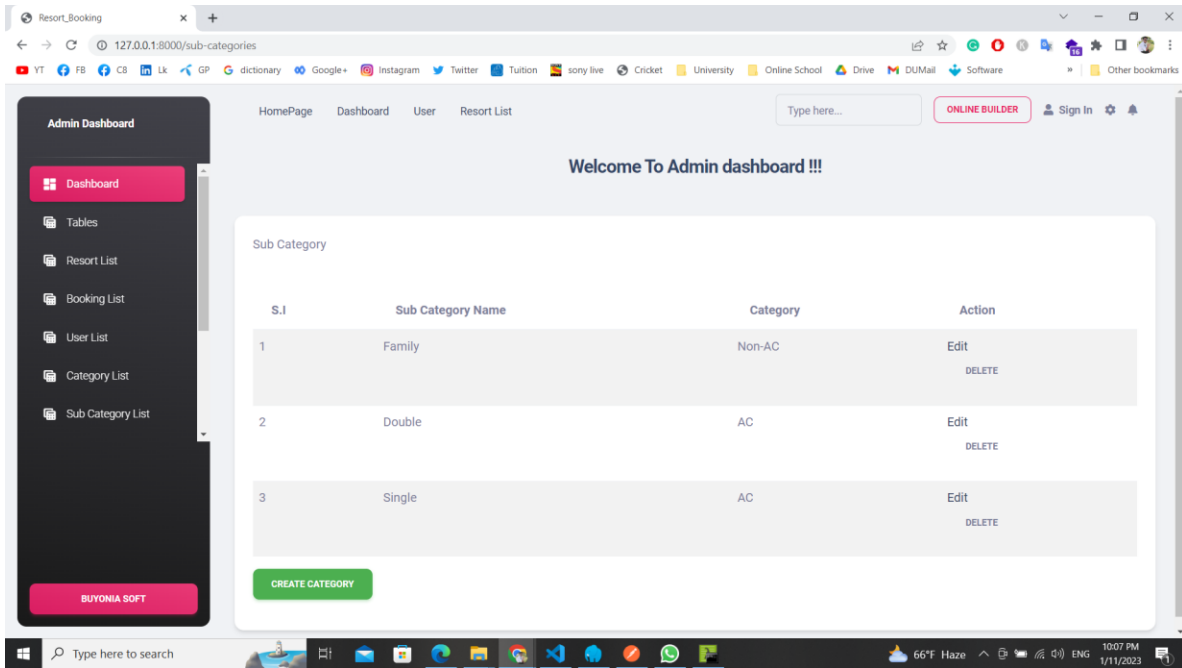 Resort_Booking
127.0.0.1:8000/sub-categories
YT FB C8 Lk GP dictionary Google+ Instagram Twitter Tuition sony live Cricket University Online School Drive DUMail Software » Other bookmarks
Admin Dashboard
HomePage Dashboard User Resort List Type here... ONLINE BUILDER Sign In
Welcome To Admin dashboard !!!
Dashboard
Tables
Resort List
Booking List
User List
Category List
Sub Category List
BUYONIA SOFT
Sub Category
S.I Sub Category Name Category Action
1 Family Non-AC Edit
DELETE
2 Double AC Edit
DELETE
3 Single AC Edit
DELETE
CREATE CATEGORY
Type here to search
66°F Haze ENG 10:07 PM
1/11/2023
16
1